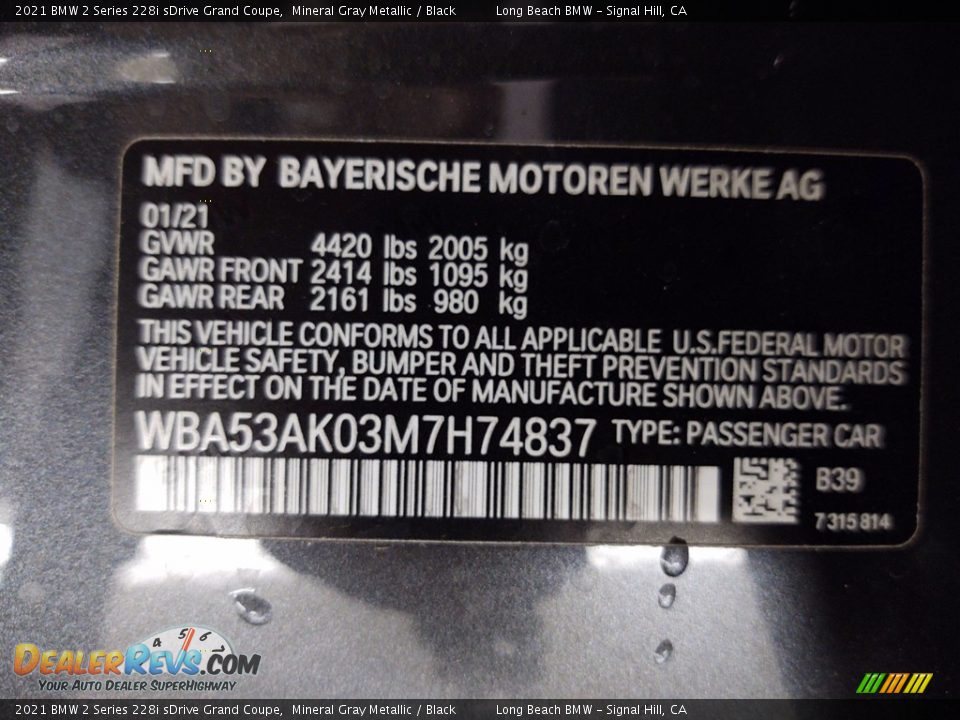 2021 BMW 2 Series 228i sDrive Grand Coupe, Mineral Gray Metallic / Black Long Beach BMW - Signal Hill, CA
MFD BY BAYERISCHE MOTOREN WERKE AG
01/21
GVWR 4420 lbs 2005 kg
GAWR FRONT 2414 lbs 1095 kg
GAWR REAR 2161 lbs 980 kg
THIS VEHICLE CONFORMS TO ALL APPLICABLE U.S.FEDERAL MOTOR
VEHICLE SAFETY, BUMPER AND THEFT PREVENTION STANDARDS
IN EFFECT ON THE DATE OF MANUFACTURE SHOWN ABOVE.
WBA53AK03M7H74837 TYPE: PASSENGER CAR
B39
7 315 814
4 5 6
DEALERREVS.COM
YOUR AUTO DEALER SUPERHIGHWAY
2021 BMW 2 Series 228i sDrive Grand Coupe, Mineral Gray Metallic / Black Long Beach BMW - Signal Hill, CA